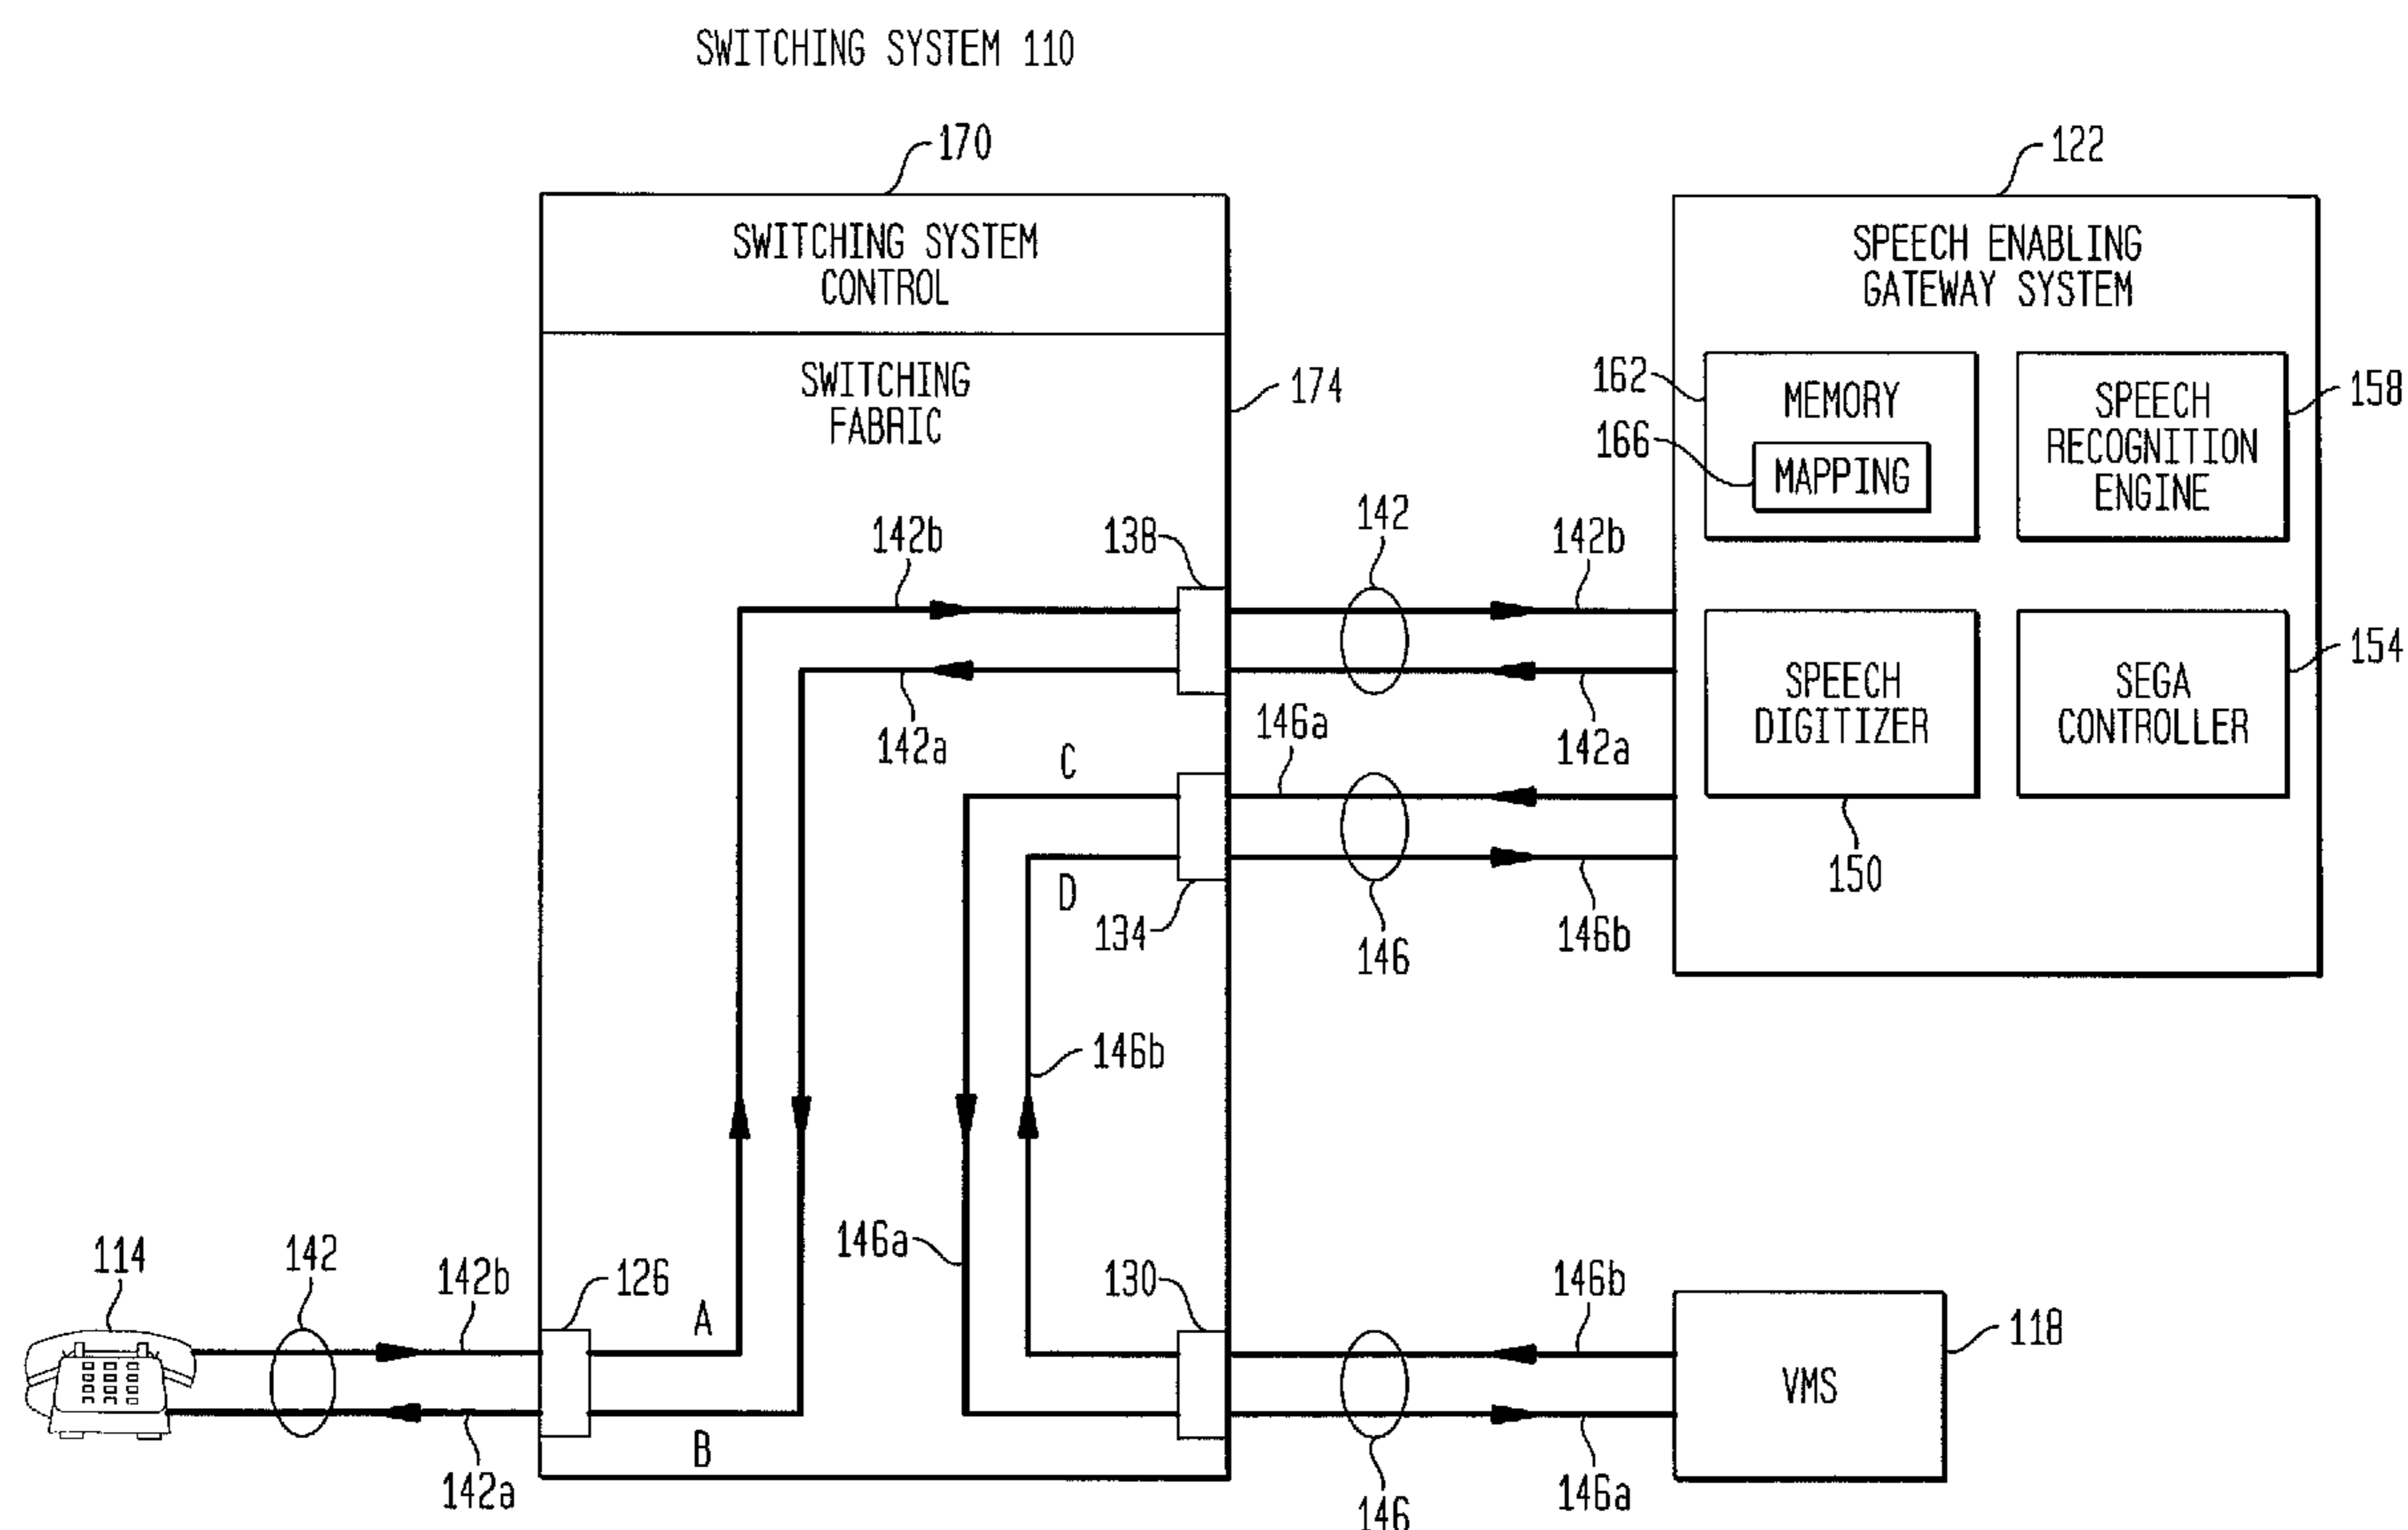 SWITCHING SYSTEM 110
170
122
SWITCHING SYSTEM
CONTROL
SPEECH ENABLING
GATEWAY SYSTEM
SWITCHING
FABRIC
174
162
MEMORY
166
MAPPING
SPEECH
RECOGNITION
ENGINE
158
142b
138
142
142b
142a
146a
142a
SPEECH
DIGITIZER
SEGA
CONTROLLER
154
C
D
134
146
146b
150
146b
146a
114
142
142b
126
A
130
146b
118
VMS
B
142a
146
146a